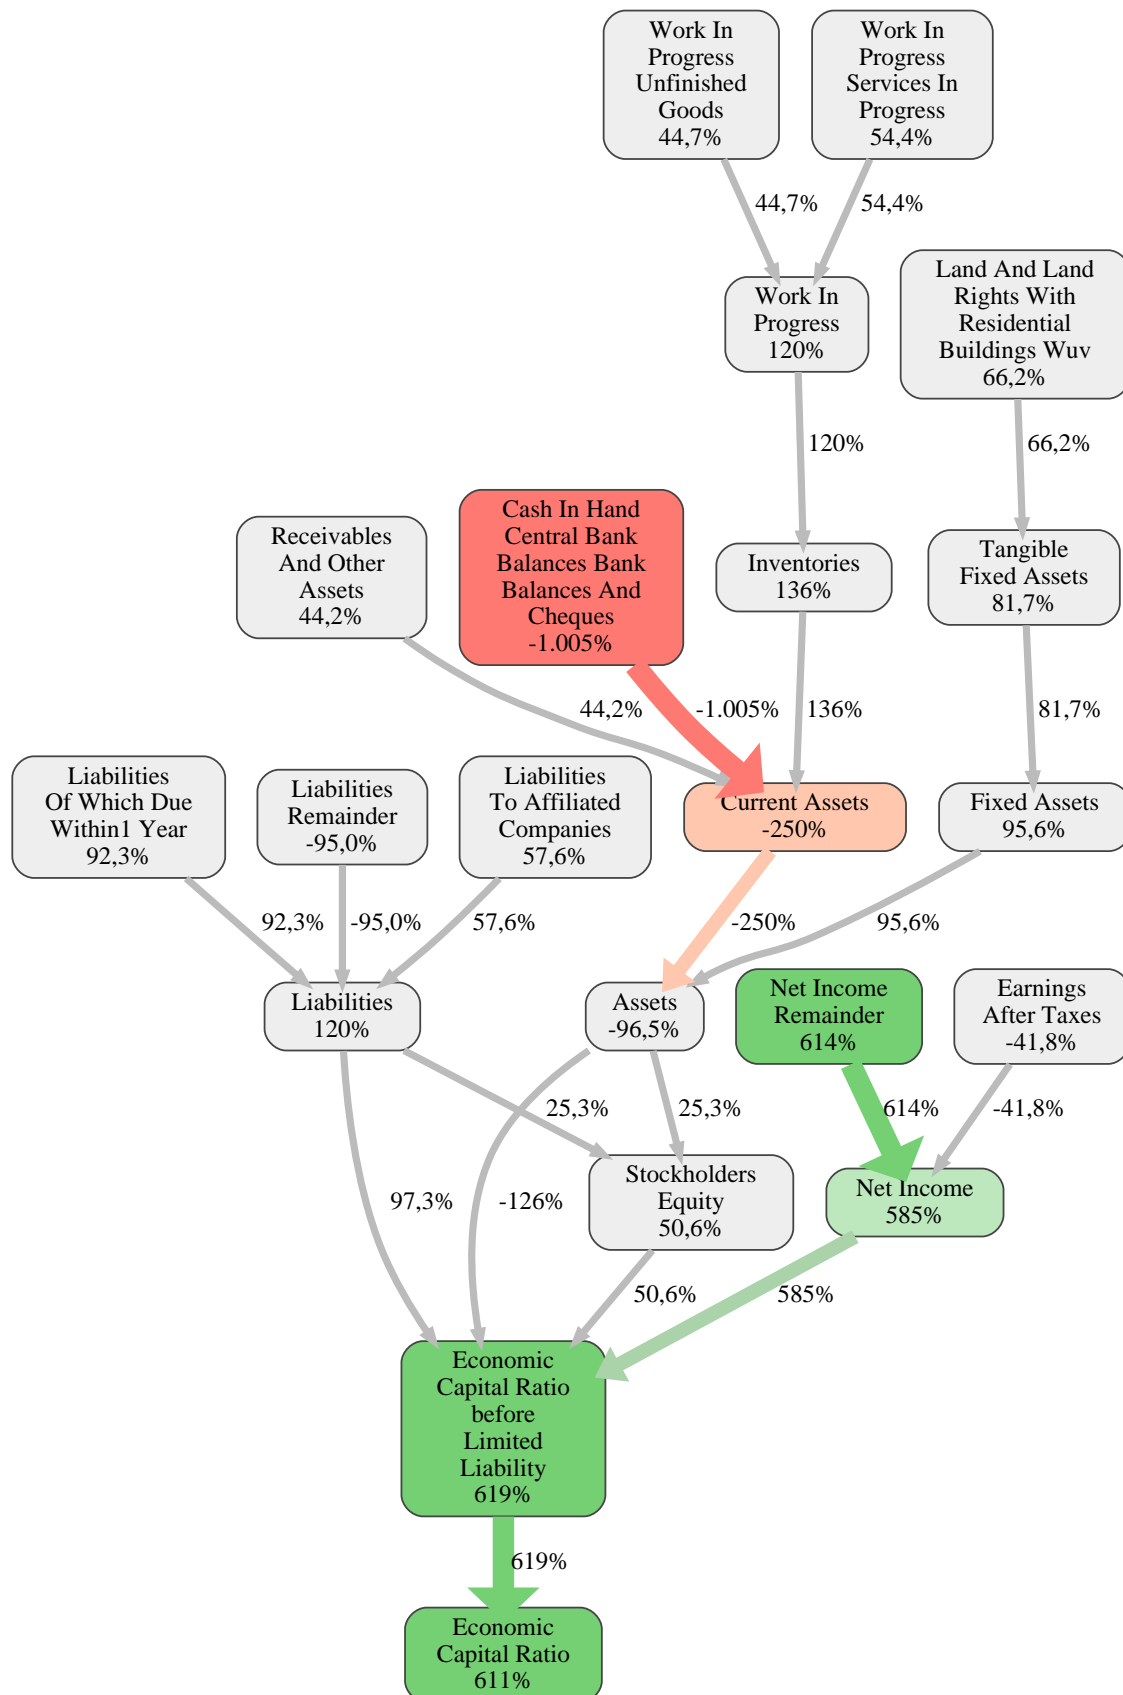 Work In
Progress
Unfinished
Goods
44,7%
Work In
Progress
Services In
Progress
54,4%
44,7%
54,4%
Work In
Progress
120%
Land And Land
Rights With
Residential
Buildings Wuv
66,2%
120%
66,2%
Receivables
And Other
Assets
44,2%
Cash In Hand
Central Bank
Balances Bank
Balances And
Cheques
-1.005%
Inventories
136%
Tangible
Fixed Assets
81,7%
44,2%
-1.005%
136%
81,7%
Liabilities
Of Which Due
Within1 Year
92,3%
Liabilities
Remainder
-95,0%
Liabilities
To Affiliated
Companies
57,6%
Current Assets
-250%
Fixed Assets
95,6%
92,3%
-95,0%
57,6%
-250%
95,6%
Liabilities
120%
Assets
-96,5%
Net Income
Remainder
614%
Earnings
After Taxes
-41,8%
25,3%
25,3%
614%
-41,8%
97,3%
-126%
Stockholders
Equity
50,6%
Net Income
585%
50,6%
585%
Economic
Capital Ratio
before
Limited
Liability
619%
619%
Economic
Capital Ratio
611%